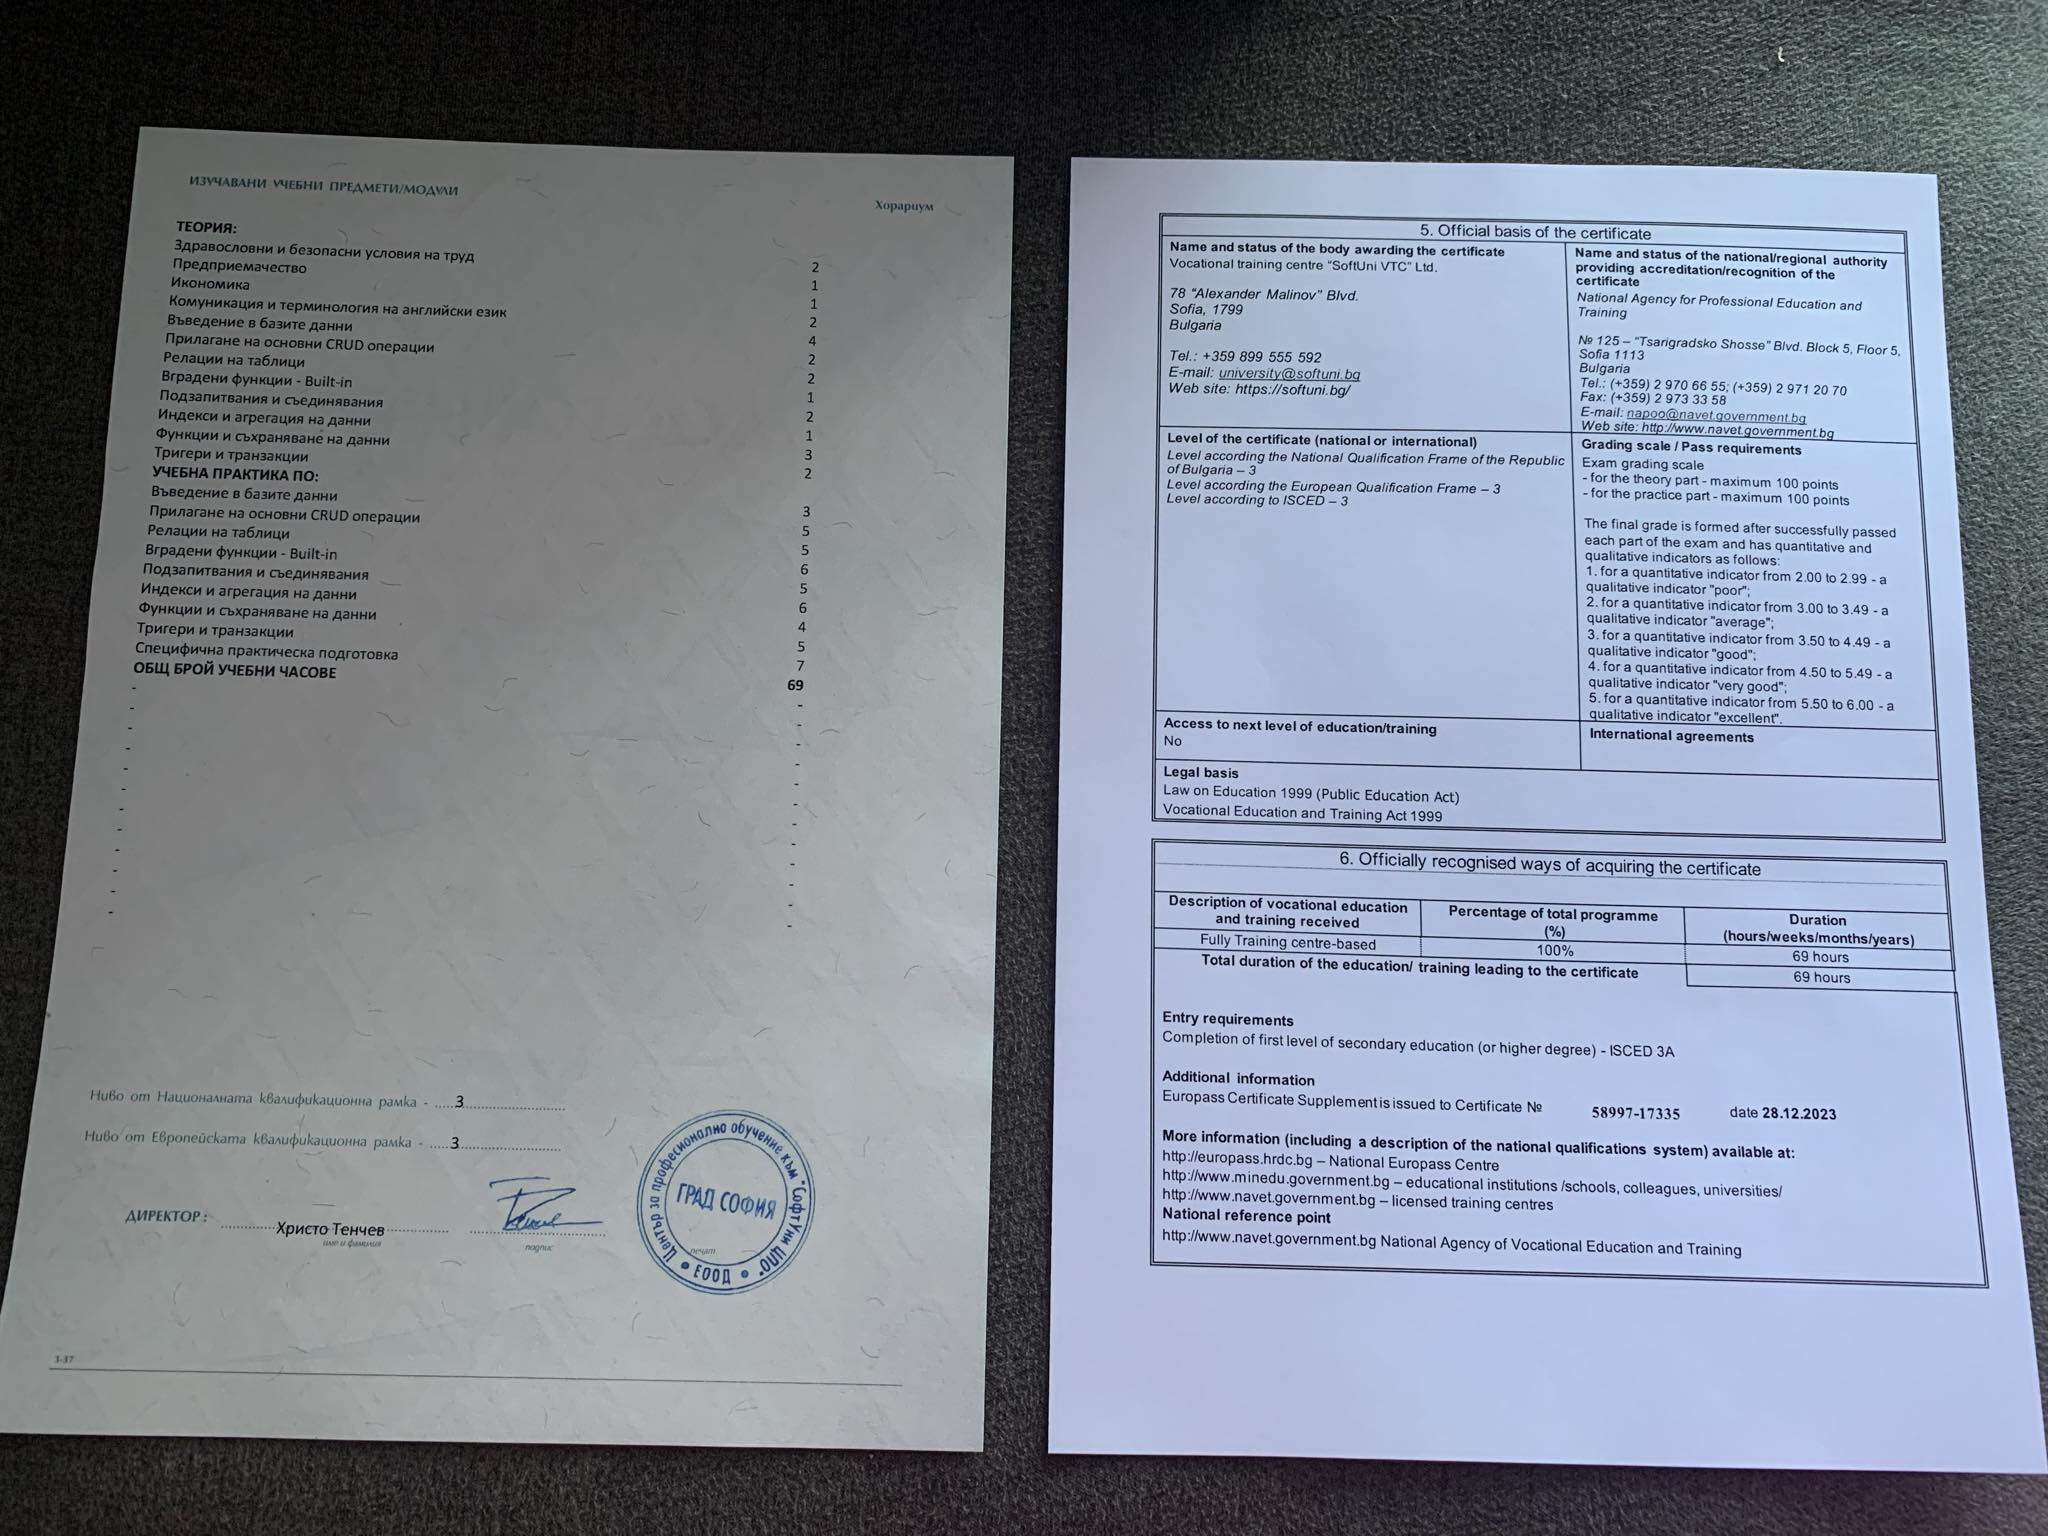 ИЗУЧАВАНИ УЧЕБНИ ПРЕДМЕТИ/МОДУЛИ
Хорариум
ТЕОРИЯ:
Здравословни и безопасни условия на труд 2
Предприемачество 1
Икономика 1
Комуникация и терминология на английски език 2
Въведение в базите данни 4
Прилагане на основни CRUD операции 2
Релации на таблици 2
Вградени функции - Built-in 1
Подзапитвания и съединявания 2
Индекси и агрегация на данни 1
Функции и съхраняване на данни 3
Тригери и транзакции 2
УЧЕБНА ПРАКТИКА ПО:
Въведение в базите данни 3
Прилагане на основни CRUD операции 5
Релации на таблици 5
Вградени функции - Built-in 6
Подзапитвания и съединявания 5
Индекси и агрегация на данни 6
Функции и съхраняване на данни 4
Тригери и транзакции 5
Специфична практическа подготовка 7
ОБЩ БРОЙ УЧЕБНИ ЧАСОВЕ 69
- -
- -
- -
- -
- -
- -
- -
- -
- -
- -
- -
- -
Ниво от Националната квалификационна рамка - .....3.........................
Ниво от Европейската квалификационна рамка - .....3.........................
ДИРЕКТОР: Христо Тенчев
име и фамилия
подпис
печат
Център за професионално обучение към "СофтУни ЦПО"
ЕООД
ГРАД СОФИЯ
3-37
5. Official basis of the certificate
Name and status of the body awarding the certificate
Vocational training centre "SoftUni VTC" Ltd.
78 "Alexander Malinov" Blvd.
Sofia, 1799
Bulgaria
Tel.: +359 899 555 592
E-mail: university@softuni.bg
Web site: https://softuni.bg/
Name and status of the national/regional authority
providing accreditation/recognition of the
certificate
National Agency for Professional Education and
Training
№ 125 – "Tsarigradsko Shosse" Blvd. Block 5, Floor 5,
Sofia 1113
Bulgaria
Tel.: (+359) 2 970 66 55; (+359) 2 971 20 70
Fax: (+359) 2 973 33 58
E-mail: napoo@navet.government.bg
Web site: http://www.navet.government.bg
Level of the certificate (national or international)
Level according the National Qualification Frame of the Republic
of Bulgaria – 3
Level according the European Qualification Frame – 3
Level according to ISCED – 3
Grading scale / Pass requirements
Exam grading scale
- for the theory part - maximum 100 points
- for the practice part - maximum 100 points
The final grade is formed after successfully passed
each part of the exam and has quantitative and
qualitative indicators as follows:
1. for a quantitative indicator from 2.00 to 2.99 - a
qualitative indicator "poor";
2. for a quantitative indicator from 3.00 to 3.49 - a
qualitative indicator "average";
3. for a quantitative indicator from 3.50 to 4.49 - a
qualitative indicator "good";
4. for a quantitative indicator from 4.50 to 5.49 - a
qualitative indicator "very good";
5. for a quantitative indicator from 5.50 to 6.00 - a
qualitative indicator "excellent".
Access to next level of education/training
No
International agreements
Legal basis
Law on Education 1999 (Public Education Act)
Vocational Education and Training Act 1999
6. Officially recognised ways of acquiring the certificate
Description of vocational education
and training received
Percentage of total programme
(%)
Duration
(hours/weeks/months/years)
Fully Training centre-based 100% 69 hours
Total duration of the education/ training leading to the certificate 69 hours
Entry requirements
Completion of first level of secondary education (or higher degree) - ISCED 3A
Additional information
Europass Certificate Supplement is issued to Certificate № 58997-17335 date 28.12.2023
More information (including a description of the national qualifications system) available at:
http://europass.hrdc.bg – National Europass Centre
http://www.minedu.government.bg – educational institutions /schools, colleagues, universities/
http://www.navet.government.bg – licensed training centres
National reference point
http://www.navet.government.bg National Agency of Vocational Education and Training